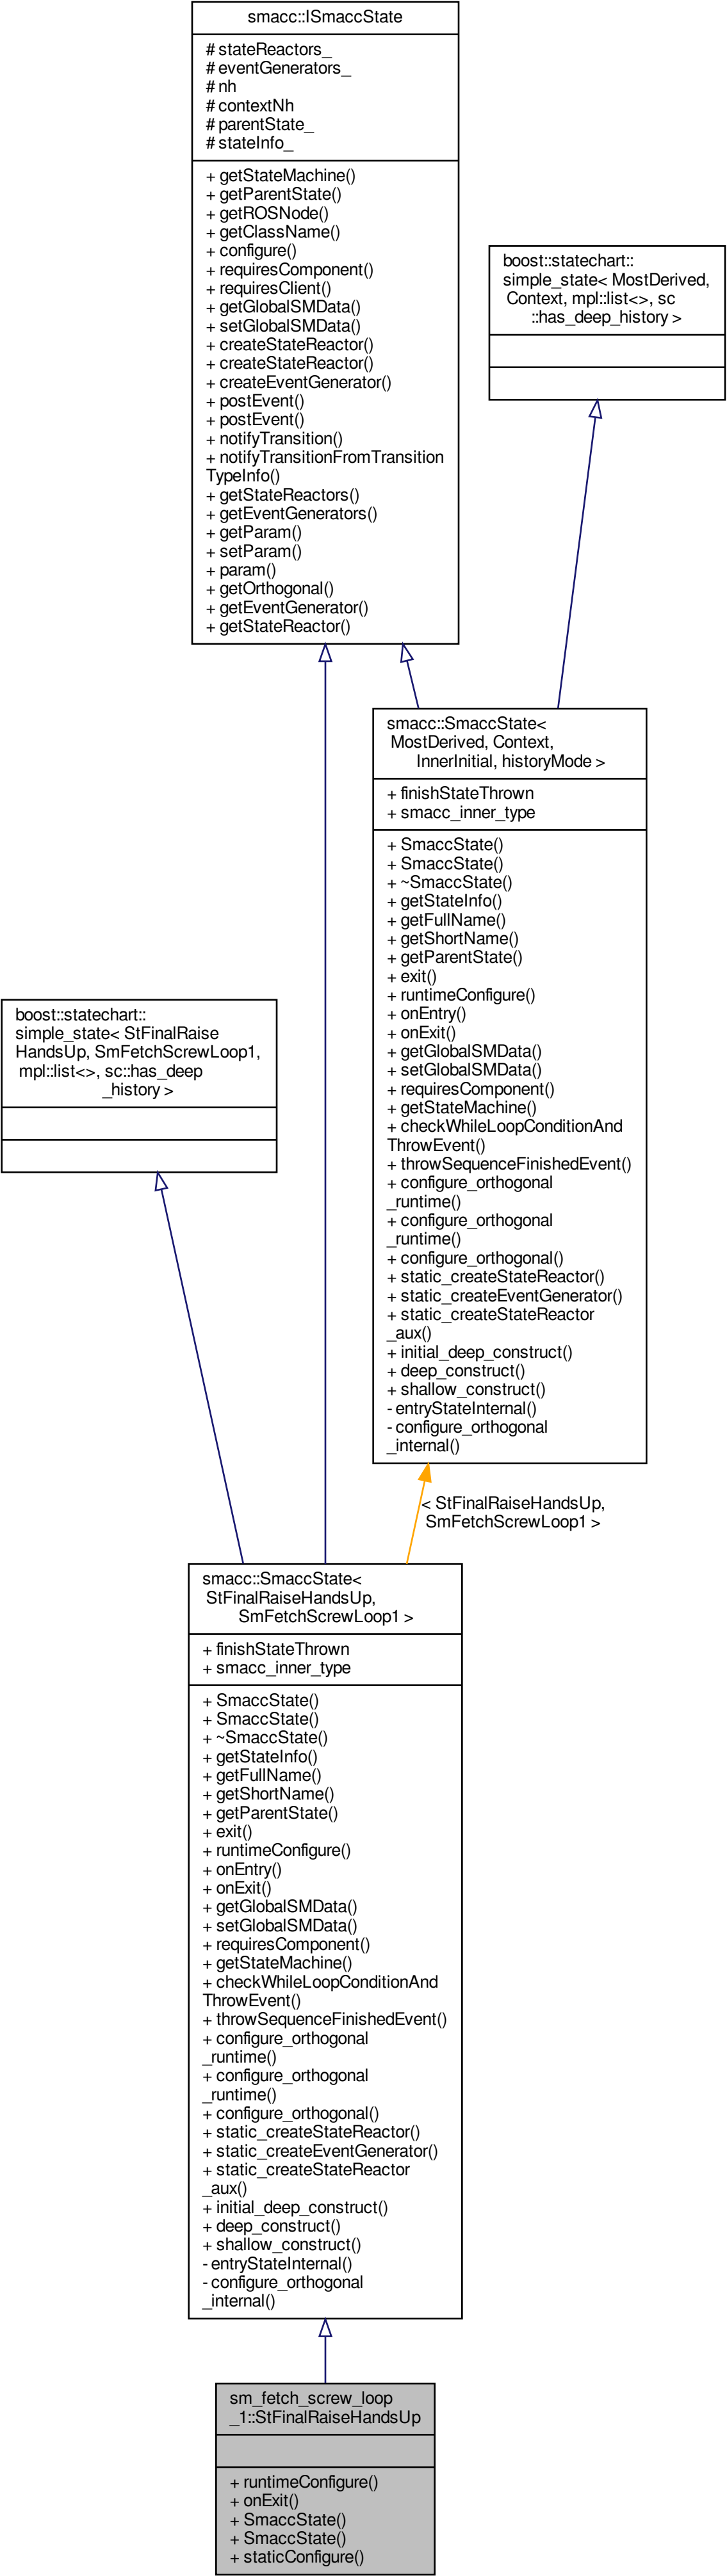 smacc::ISmaccState
# stateReactors_
# eventGenerators_
# nh
# contextNh
# parentState_
# stateInfo_
+ getStateMachine()
+ getParentState()
+ getROSNode()
+ getClassName()
+ configure()
+ requiresComponent()
+ requiresClient()
+ getGlobalSMData()
+ setGlobalSMData()
+ createStateReactor()
+ createStateReactor()
+ createEventGenerator()
+ postEvent()
+ postEvent()
+ notifyTransition()
+ notifyTransitionFromTransition
TypeInfo()
+ getStateReactors()
+ getEventGenerators()
+ getParam()
+ setParam()
+ param()
+ getOrthogonal()
+ getEventGenerator()
+ getStateReactor()
boost::statechart::
simple_state< MostDerived,
Context, mpl::list<>, sc
::has_deep_history >
smacc::SmaccState<
MostDerived, Context,
InnerInitial, historyMode >
+ finishStateThrown
+ smacc_inner_type
+ SmaccState()
+ SmaccState()
+ ~SmaccState()
+ getStateInfo()
+ getFullName()
+ getShortName()
+ getParentState()
+ exit()
+ runtimeConfigure()
+ onEntry()
+ onExit()
+ getGlobalSMData()
+ setGlobalSMData()
+ requiresComponent()
+ getStateMachine()
+ checkWhileLoopConditionAnd
ThrowEvent()
+ throwSequenceFinishedEvent()
+ configure_orthogonal
_runtime()
+ configure_orthogonal
_runtime()
+ configure_orthogonal()
+ static_createStateReactor()
+ static_createEventGenerator()
+ static_createStateReactor
_aux()
+ initial_deep_construct()
+ deep_construct()
+ shallow_construct()
- entryStateInternal()
- configure_orthogonal
_internal()
boost::statechart::
simple_state< StFinalRaise
HandsUp, SmFetchScrewLoop1,
mpl::list<>, sc::has_deep
_history >
< StFinalRaiseHandsUp,
SmFetchScrewLoop1 >
smacc::SmaccState<
StFinalRaiseHandsUp,
SmFetchScrewLoop1 >
+ finishStateThrown
+ smacc_inner_type
+ SmaccState()
+ SmaccState()
+ ~SmaccState()
+ getStateInfo()
+ getFullName()
+ getShortName()
+ getParentState()
+ exit()
+ runtimeConfigure()
+ onEntry()
+ onExit()
+ getGlobalSMData()
+ setGlobalSMData()
+ requiresComponent()
+ getStateMachine()
+ checkWhileLoopConditionAnd
ThrowEvent()
+ throwSequenceFinishedEvent()
+ configure_orthogonal
_runtime()
+ configure_orthogonal
_runtime()
+ configure_orthogonal()
+ static_createStateReactor()
+ static_createEventGenerator()
+ static_createStateReactor
_aux()
+ initial_deep_construct()
+ deep_construct()
+ shallow_construct()
- entryStateInternal()
- configure_orthogonal
_internal()
sm_fetch_screw_loop
_1::StFinalRaiseHandsUp
+ runtimeConfigure()
+ onExit()
+ SmaccState()
+ SmaccState()
+ staticConfigure()